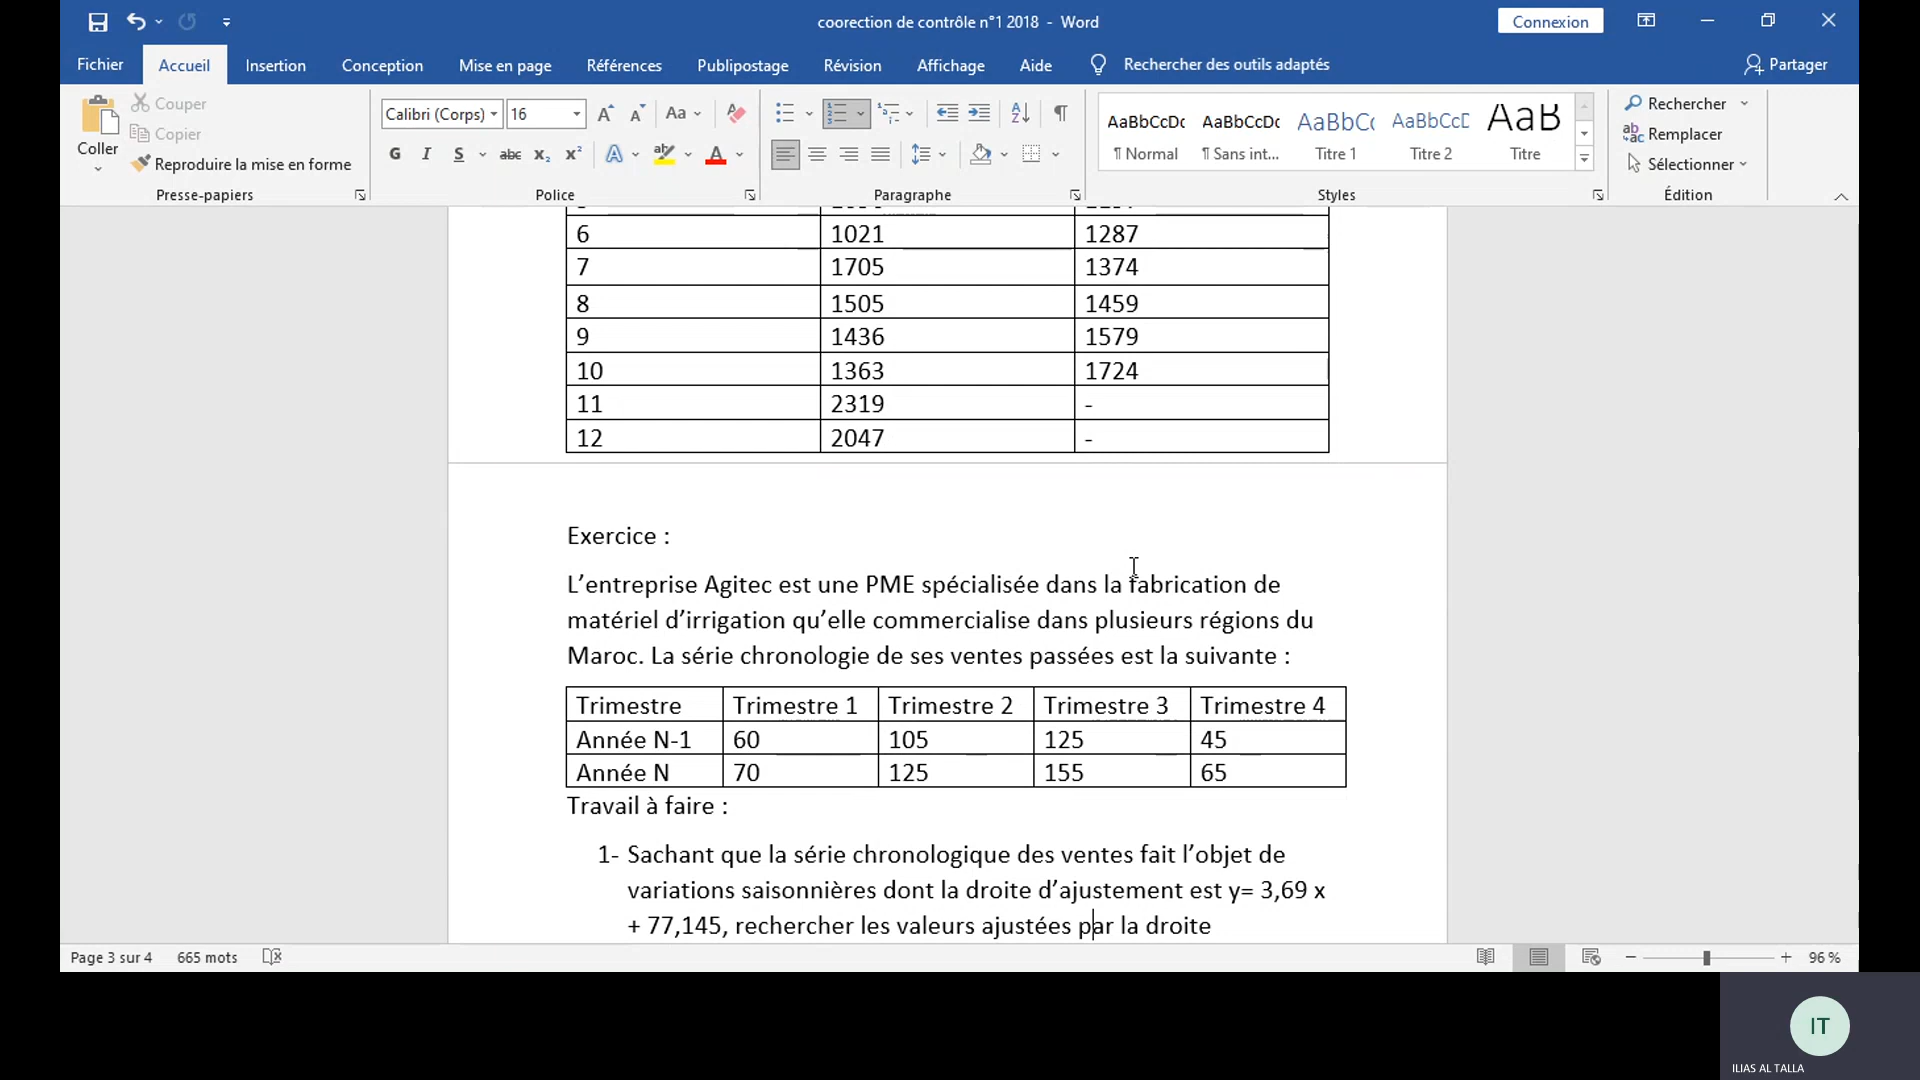 coorection de contrôle n°1 2018 - Word
Connexion
Fichier Accueil Insertion Conception Mise en page Références Publipostage Révision Affichage Aide Rechercher des outils adaptés Partager
Coller
Couper
Copier
Reproduire la mise en forme
Presse-papiers
Calibri (Corps) 16 Aa
G I S abc x₂ x² A A
Police
Paragraphe
AaBbCcDc AaBbCcDc AaBbCc AaBbCcD AaB
¶ Normal ¶ Sans int... Titre 1 Titre 2 Titre
Styles
Rechercher
Remplacer
Sélectionner
Édition
6 1021 1287
7 1705 1374
8 1505 1459
9 1436 1579
10 1363 1724
11 2319 -
12 2047 -
Exercice :
L’entreprise Agitec est une PME spécialisée dans la fabrication de
matériel d’irrigation qu’elle commercialise dans plusieurs régions du
Maroc. La série chronologie de ses ventes passées est la suivante :
Trimestre Trimestre 1 Trimestre 2 Trimestre 3 Trimestre 4
Année N-1 60 105 125 45
Année N 70 125 155 65
Travail à faire :
1- Sachant que la série chronologique des ventes fait l’objet de
variations saisonnières dont la droite d’ajustement est y= 3,69 x
+ 77,145, rechercher les valeurs ajustées par la droite
Page 3 sur 4 665 mots 96 %
IT
ILIAS AL TALLA